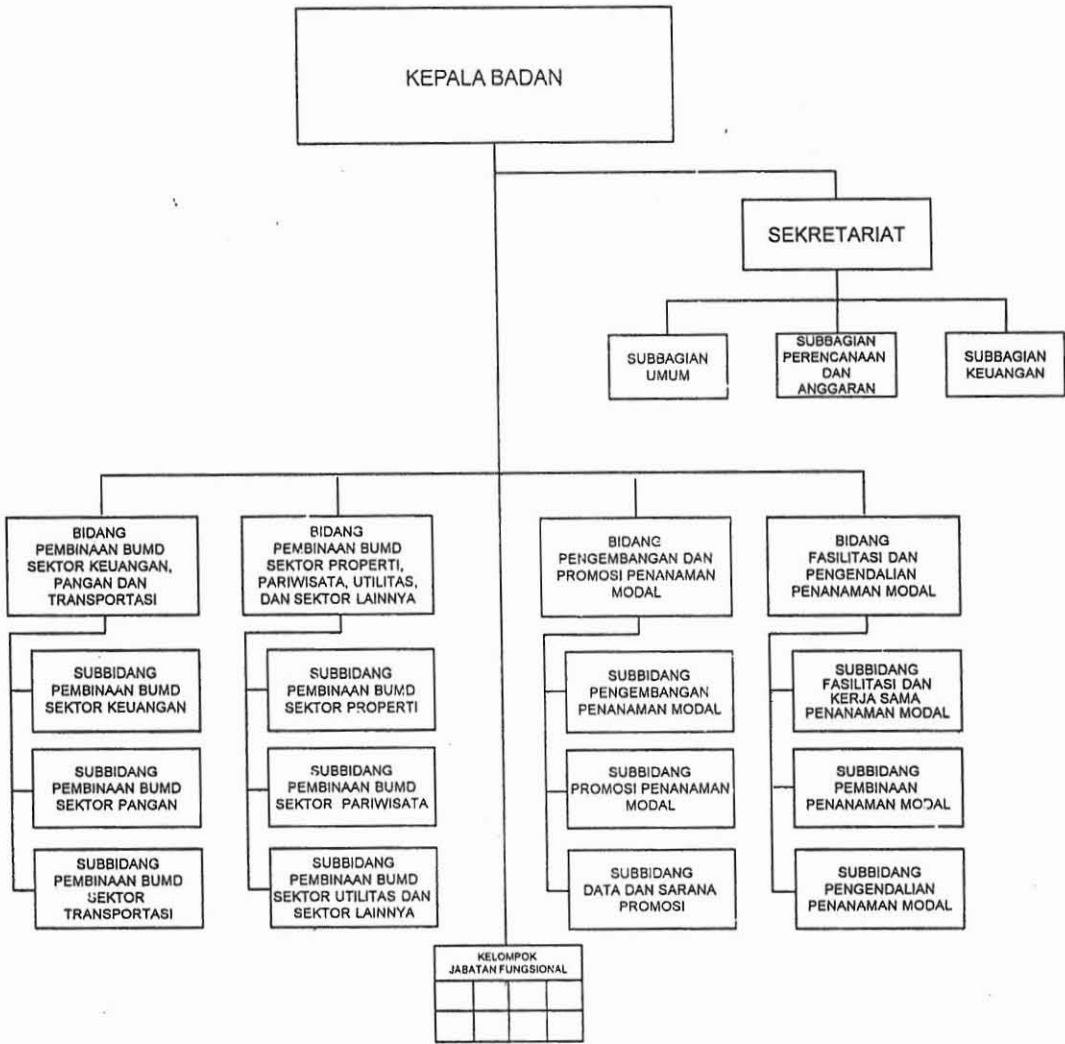 KEPALA BADAN
SEKRETARIAT
SUBBAGIAN
UMUM
SUBBAGIAN
PERENCANAAN
DAN
ANGGARAN
SUBBAGIAN
KEUANGAN
BIDANG
PEMBINAAN BUMD
SEKTOR KEUANGAN,
PANGAN DAN
TRANSPORTASI
SUBBIDANG
PEMBINAAN BUMD
SEKTOR KEUANGAN
SUBBIDANG
PEMBINAAN BUMD
SEKTOR PANGAN
SUBBIDANG
PEMBINAAN BUMD
SEKTOR
TRANSPORTASI
BIDANG
PEMBINAAN BUMD
SEKTOR PROPERTI,
PARIWISATA, UTILITAS,
DAN SEKTOR LAINNYA
SUBBIDANG
PEMBINAAN BUMD
SEKTOR PROPERTI
SUBBIDANG
PEMBINAAN BUMD
SEKTOR PARIWISATA
SUBBIDANG
PEMBINAAN BUMD
SEKTOR UTILITAS DAN
SEKTOR LAINNYA
BIDANG
PENGEMBANGAN DAN
PROMOSI PENANAMAN
MODAL
SUBBIDANG
PENGEMBANGAN
PENANAMAN MODAL
SUBBIDANG
PROMOSI PENANAMAN
MODAL
SUBBIDANG
DATA DAN SARANA
PROMOSI
BIDANG
FASILITASI DAN
PENGENDALIAN
PENANAMAN MODAL
SUBBIDANG
FASILITASI DAN
KERJA SAMA
PENANAMAN MODAL
SUBBIDANG
PEMBINAAN
PENANAMAN MODAL
SUBBIDANG
PENGENDALIAN
PENANAMAN MODAL
KELOMPOK
JABATAN FUNGSIONAL